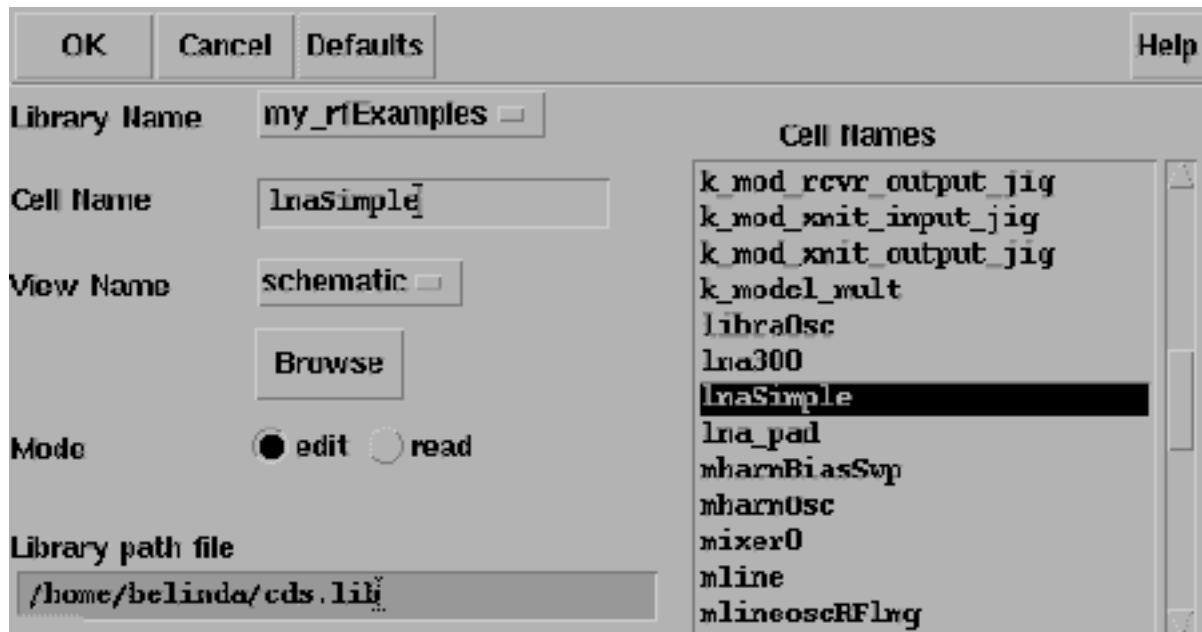 OK Cancel Defaults Help
Library Name my_rfExamples
Cell Name lnaSimple
View Name schematic
Browse
Mode edit read
Library path file
/home/belinda/cds.lib
Cell Names
k_mod_rcvr_output_jig
k_mod_xmit_input_jig
k_mod_xmit_output_jig
k_model_mult
libraOsc
lna300
lnaSimple
lna_pad
mharmBiasSwp
mharmOsc
mixer0
mline